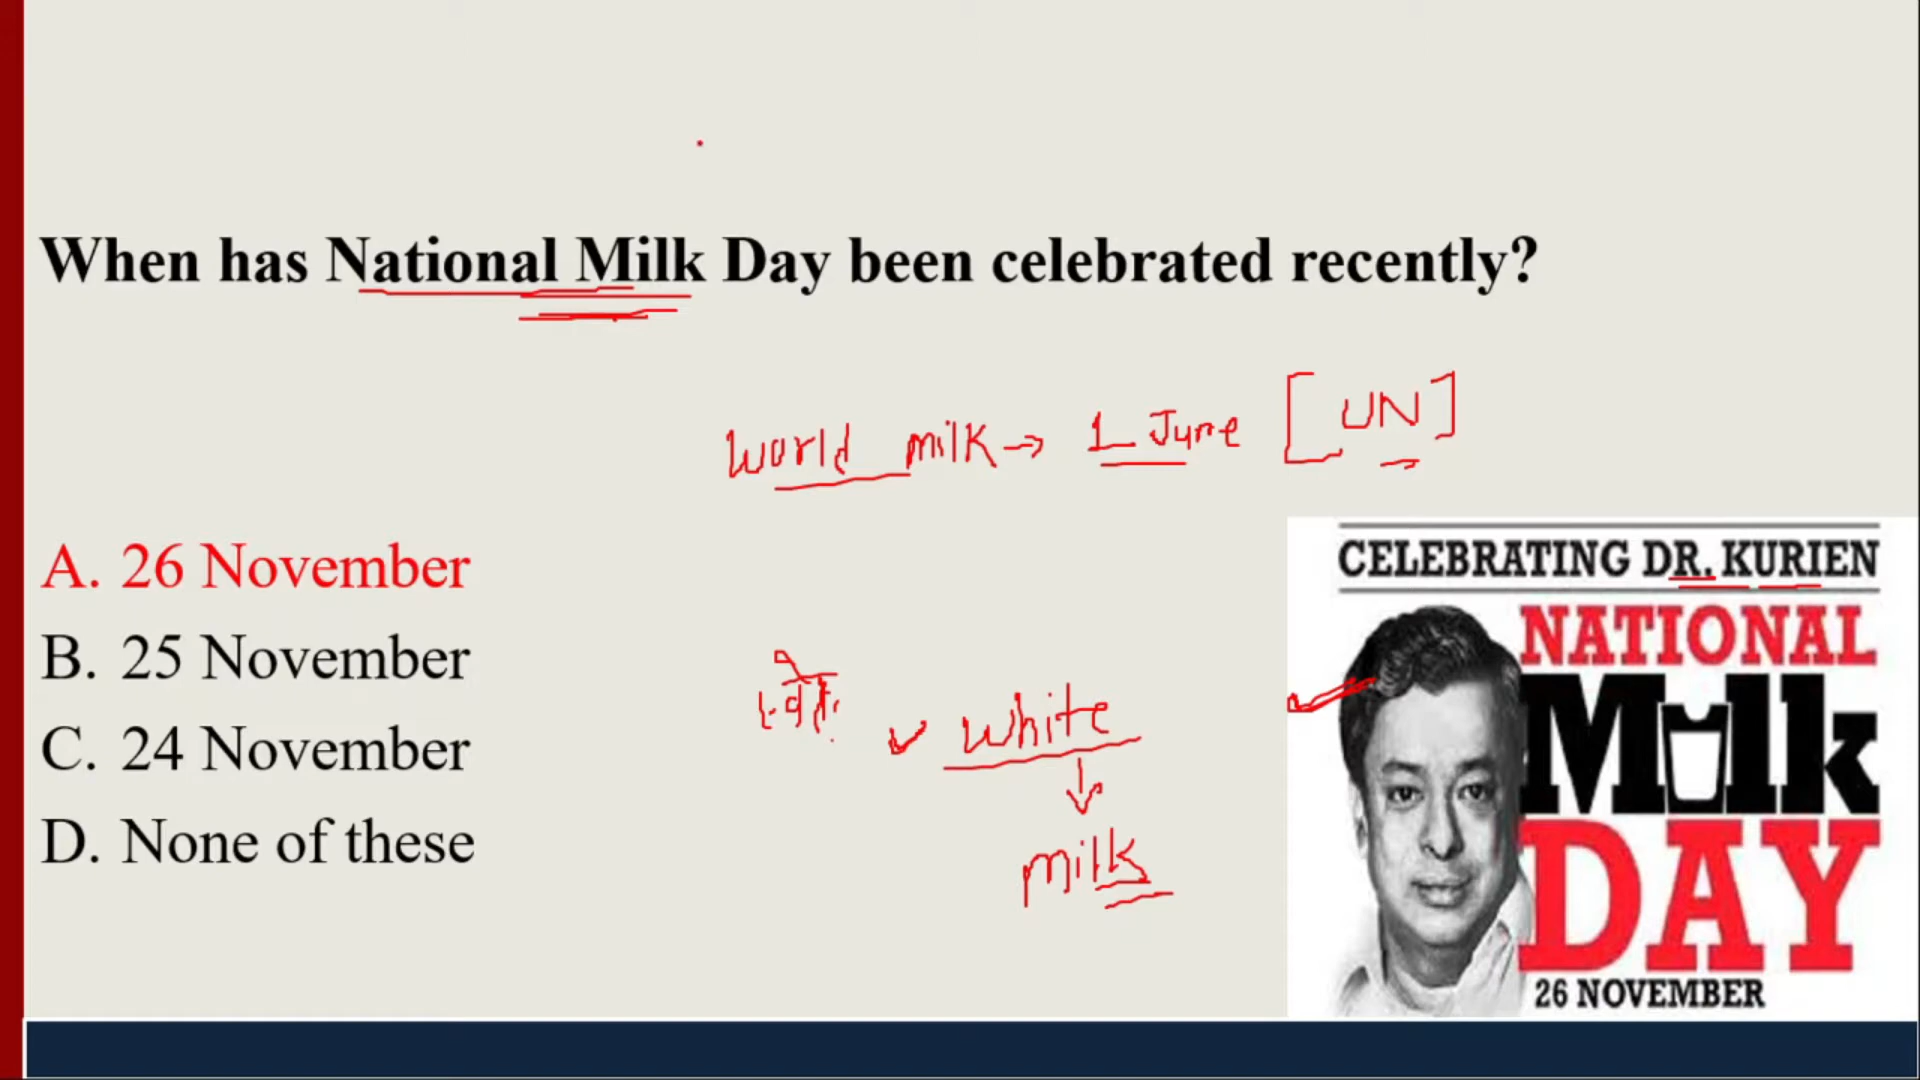 When has National Milk Day been celebrated recently?
World milk → 1 June [UN]
A. 26 November
B. 25 November
C. 24 November
D. None of these
white
↓
milk
CELEBRATING DR. KURIEN
NATIONAL
Milk
DAY
26 NOVEMBER